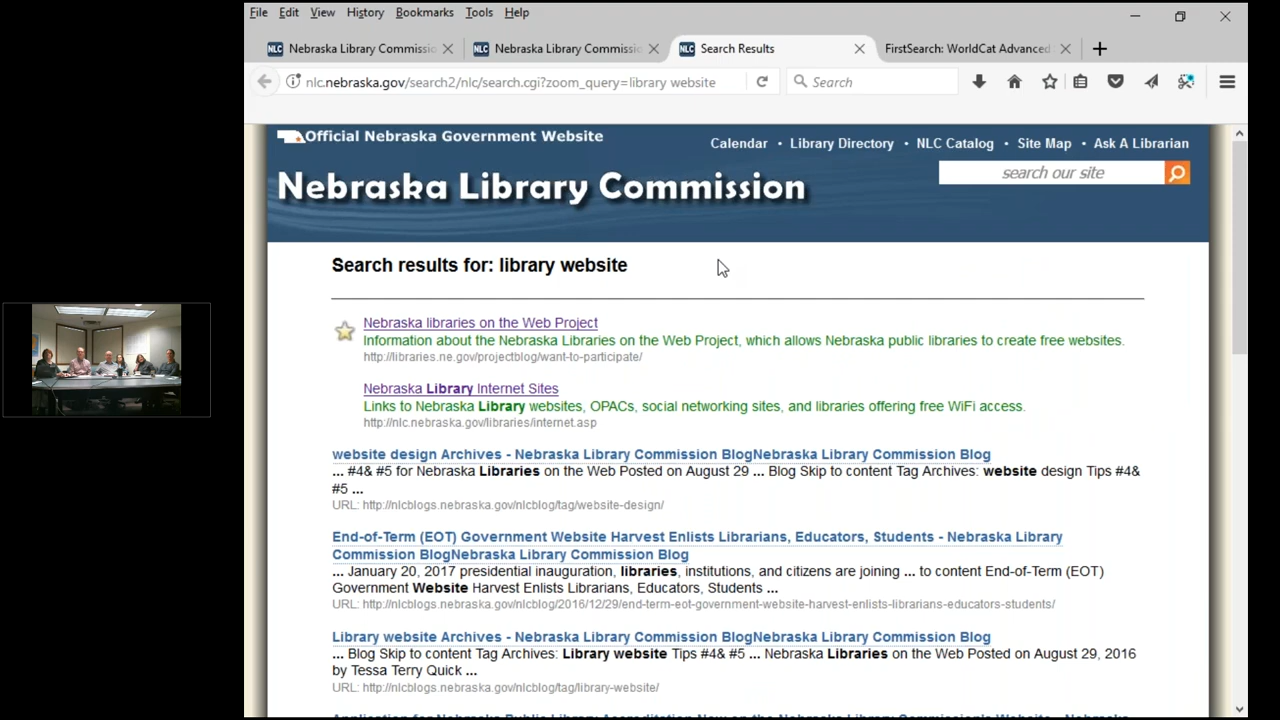 File Edit View History Bookmarks Tools Help
Nebraska Library Commissio Nebraska Library Commissio Search Results FirstSearch: WorldCat Advanced
nlc.nebraska.gov/search2/nlc/search.cgi?zoom_query=library website Search
Official Nebraska Government Website
Calendar • Library Directory • NLC Catalog • Site Map • Ask A Librarian
search our site
Nebraska Library Commission
Search results for: library website
Nebraska libraries on the Web Project
Information about the Nebraska Libraries on the Web Project, which allows Nebraska public libraries to create free websites.
http://libraries.ne.gov/projectblog/want-to-participate/
Nebraska Library Internet Sites
Links to Nebraska Library websites, OPACs, social networking sites, and libraries offering free WiFi access.
http://nlc.nebraska.gov/libraries/internet.asp
website design Archives - Nebraska Library Commission BlogNebraska Library Commission Blog
... #4& #5 for Nebraska Libraries on the Web Posted on August 29 ... Blog Skip to content Tag Archives: website design Tips #4&
#5 ...
URL: http://nlcblogs.nebraska.gov/nlcblog/tag/website-design/
End-of-Term (EOT) Government Website Harvest Enlists Librarians, Educators, Students - Nebraska Library
Commission BlogNebraska Library Commission Blog
... January 20, 2017 presidential inauguration, libraries, institutions, and citizens are joining ... to content End-of-Term (EOT)
Government Website Harvest Enlists Librarians, Educators, Students ...
URL: http://nlcblogs.nebraska.gov/nlcblog/2016/12/29/end-term-eot-government-website-harvest-enlists-librarians-educators-students/
Library website Archives - Nebraska Library Commission BlogNebraska Library Commission Blog
... Blog Skip to content Tag Archives: Library website Tips #4& #5 ... Nebraska Libraries on the Web Posted on August 29, 2016
by Tessa Terry Quick ...
URL: http://nlcblogs.nebraska.gov/nlcblog/tag/library-website/
Application for Nebraska Public Library Accreditation Now on the Library Commission's Website - Nebraska